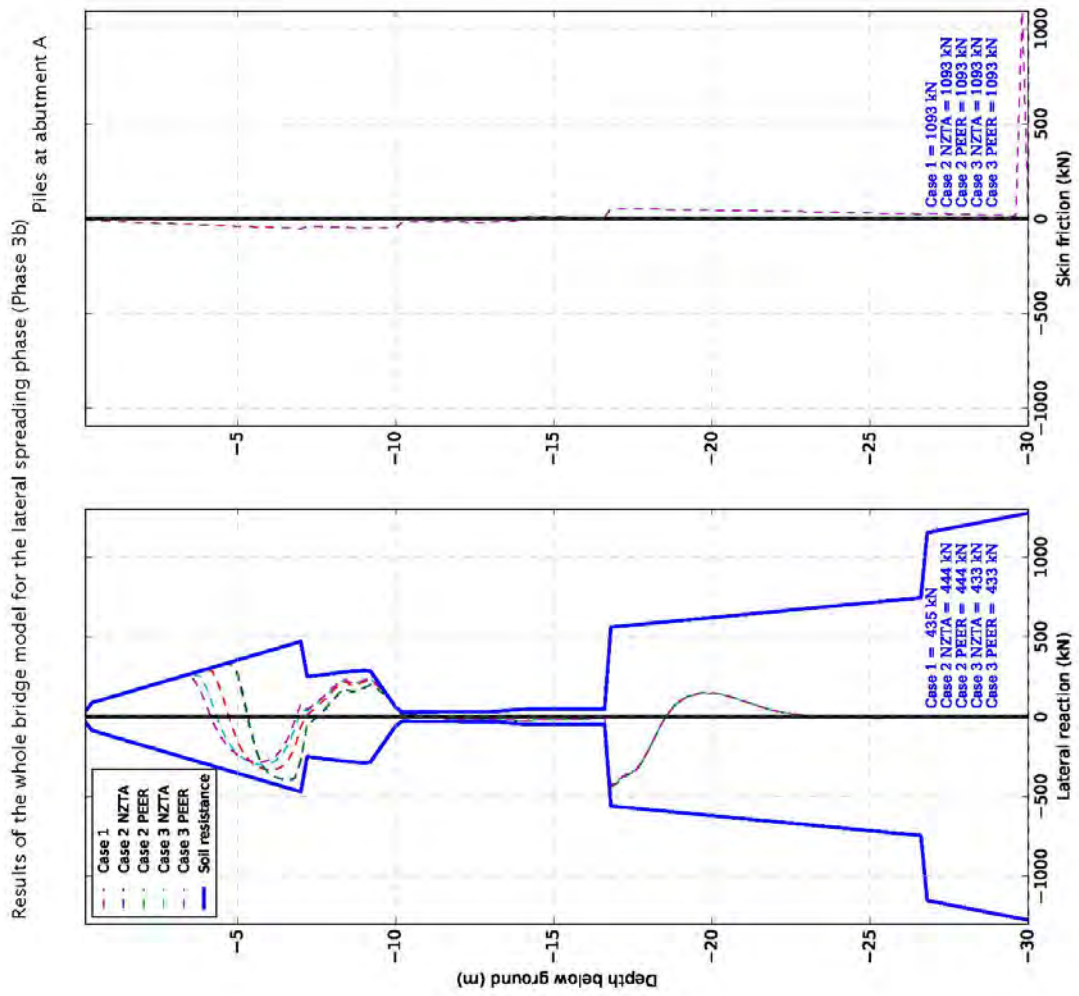 Results of the whole bridge model for the lateral spreading phase (Phase 3b)
Piles at abutment A
Case 1
Case 2 NZTA
Case 2 PEER
Case 3 NZTA
Case 3 PEER
Soil resistance
Case 1 = 435 kN
Case 2 NZTA = 444 kN
Case 2 PEER = 444 kN
Case 3 NZTA = 433 kN
Case 3 PEER = 433 kN
−5
−10
−15
−20
−25
−30
Depth below ground (m)
−1000
−500
0
500
1000
Lateral reaction (kN)
Case 1 = 1093 kN
Case 2 NZTA = 1093 kN
Case 2 PEER = 1093 kN
Case 3 NZTA = 1093 kN
Case 3 PEER = 1093 kN
−5
−10
−15
−20
−25
−30
−1000
−500
0
500
1000
Skin friction (kN)